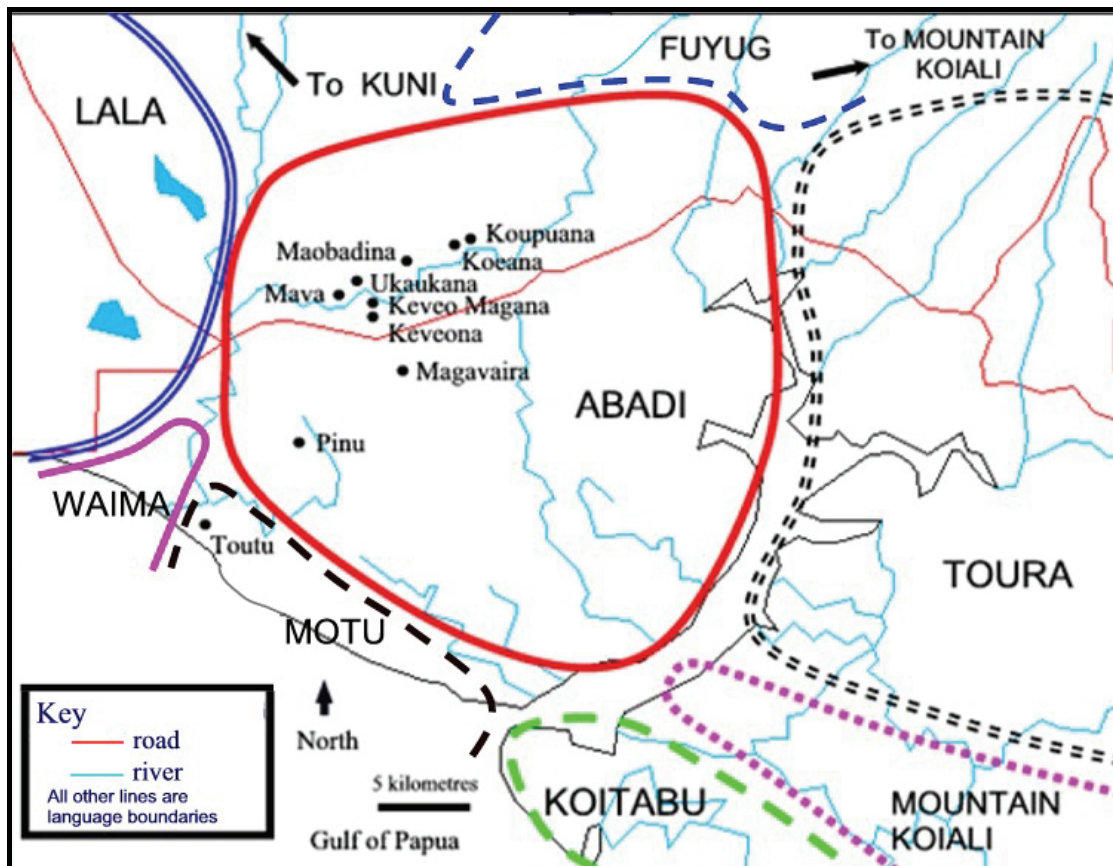 FUYUG
To MOUNTAIN
KOIALI
To KUNI
LALA
Koupuana
Maobadina
Koeana
Ukaukana
Mava
Keveo Magana
Keveona
Magavaira
ABADI
Pinu
WAIMA
Toutu
TOURA
MOTU
Key
road
river
All other lines are
language boundaries
North
5 kilometres
Gulf of Papua
KOITABU
MOUNTAIN
KOIALI